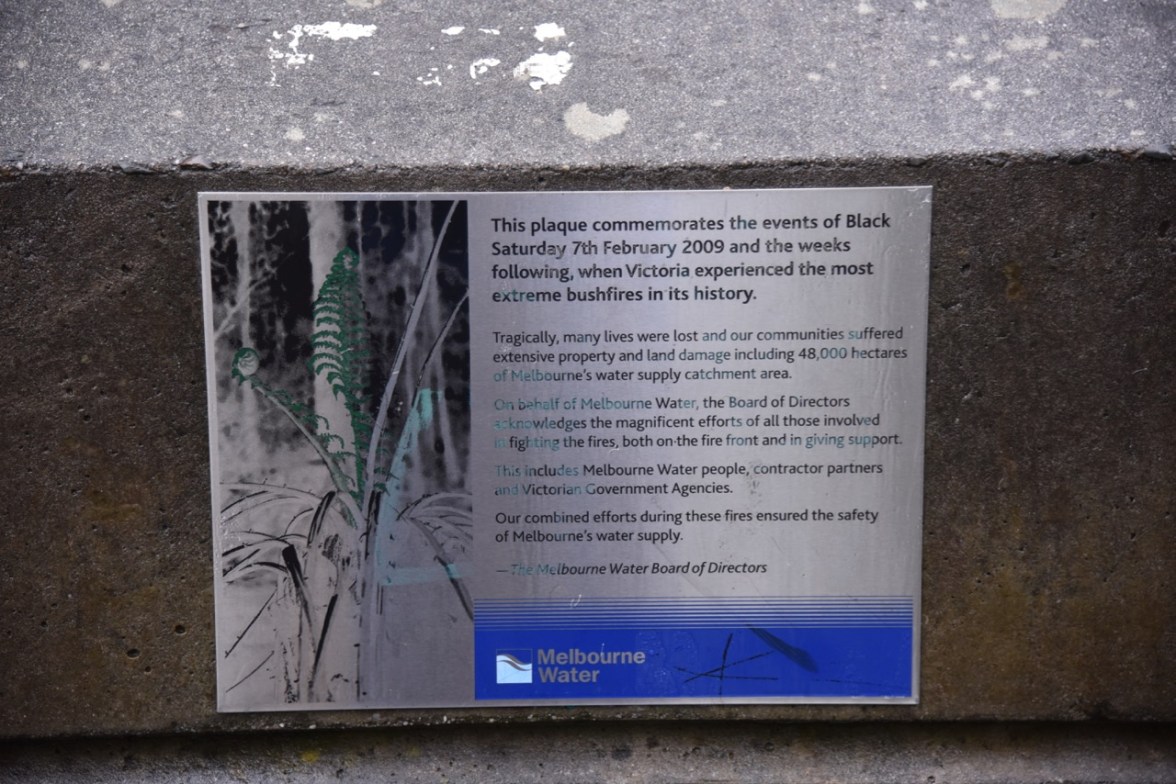 This plaque commemorates the events of Black
Saturday 7th February 2009 and the weeks
following, when Victoria experienced the most
extreme bushfires in its history.
Tragically, many lives were lost and our communities suffered
extensive property and land damage including 48,000 hectares
of Melbourne's water supply catchment area.
On behalf of Melbourne Water, the Board of Directors
acknowledges the magnificent efforts of all those involved
in fighting the fires, both on the fire front and in giving support.
This includes Melbourne Water people, contractor partners
and Victorian Government Agencies.
Our combined efforts during these fires ensured the safety
of Melbourne's water supply.
— The Melbourne Water Board of Directors
Melbourne
Water